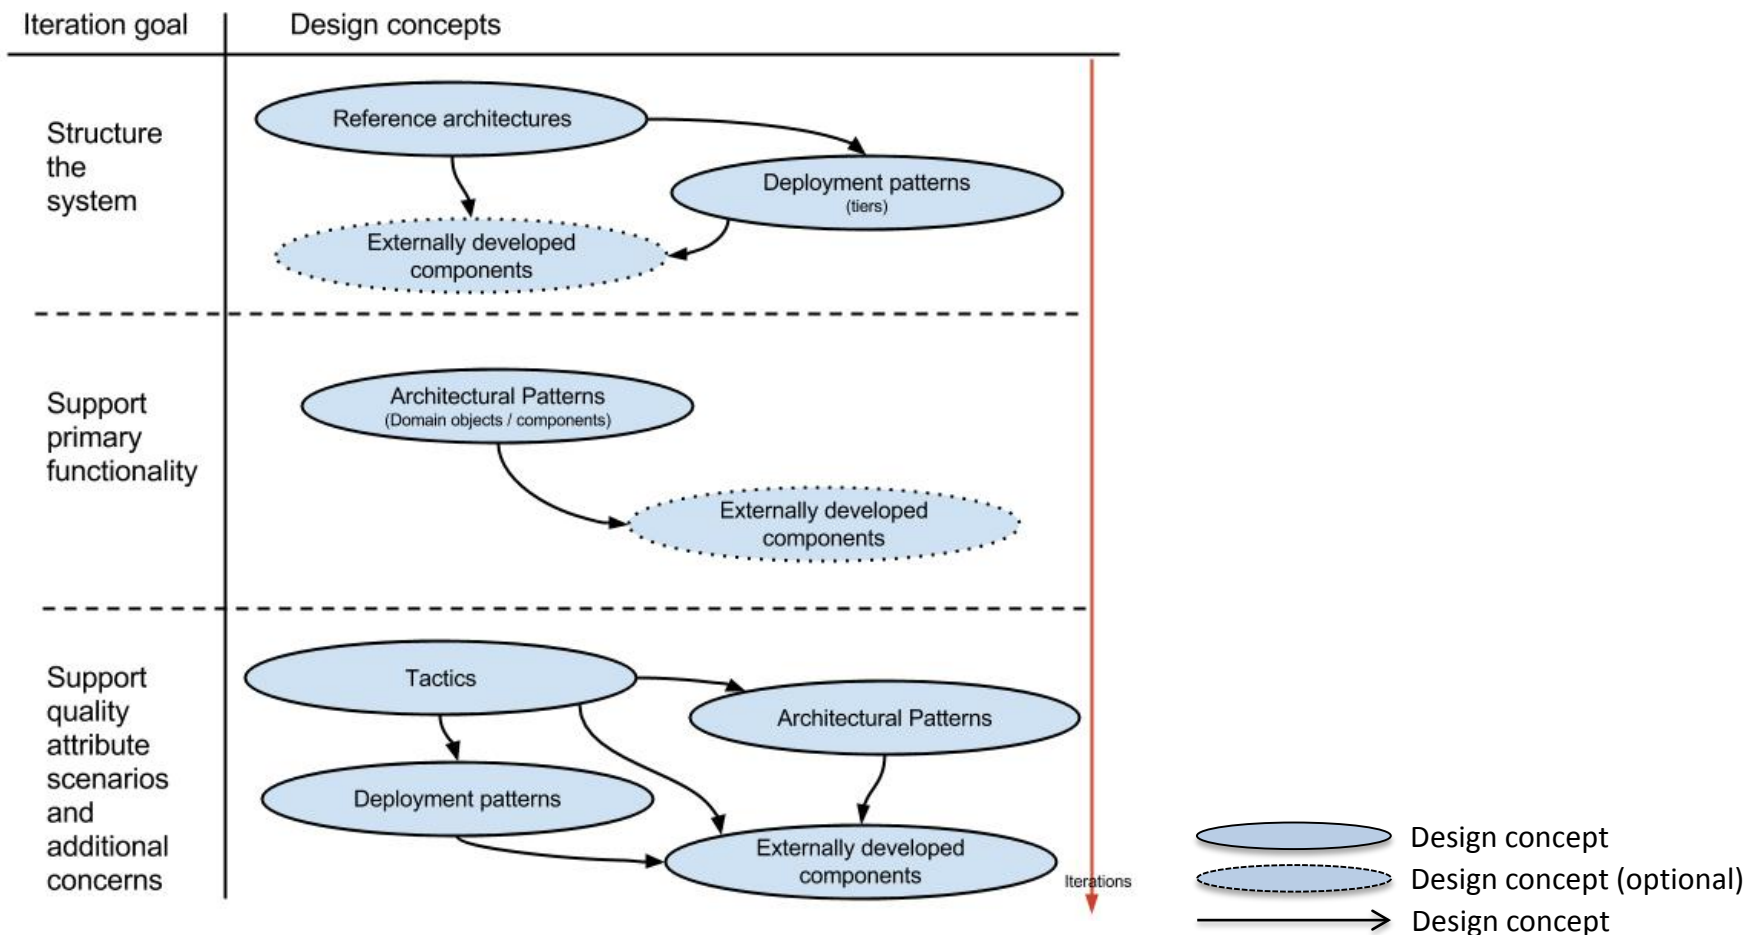 Iteration goal
Design concepts
Structure
the
system
Reference architectures
Deployment patterns
(tiers)
Externally developed
components
Support
primary
functionality
Architectural Patterns
(Domain objects / components)
Externally developed
components
Support
quality
attribute
scenarios
and
additional
concerns
Tactics
Architectural Patterns
Deployment patterns
Externally developed
components
Iterations
Design concept
Design concept (optional)
Design concept